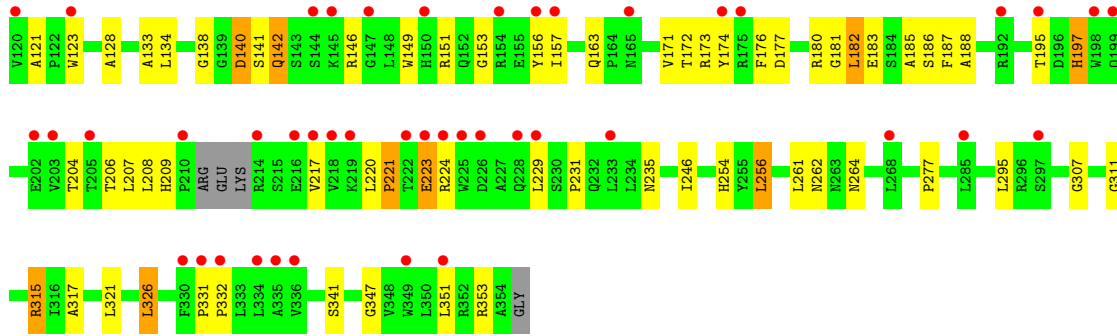 V120 A121 P122 W123 A128 A133 L134 G138 G139 D140 S141 Q142 S143 S144 K145 R146 G147 L148 W149 H150 R151 Q152 G153 R154 E155 Y156 I157 Q163 P164 N165 V171 T172 R173 Y174 R175 F176 D177 R180 G181 L182 E183 S184 A185 S186 F187 A188 R192 T195 D196 H197 W198 Q199
E202 V203 T204 T205 T206 L207 L208 H209 P210 ARG GLU LYS R214 S215 E216 V217 V218 K219 L220 P221 T222 E223 R224 W225 D226 A227 Q228 L229 S230 P231 Q232 L233 L234 N235 I246 H254 Y255 L256 L261 N262 N263 N264 L268 P277 L285 L295 R296 S297 G307 G311
R315 I316 A317 L321 L326 F330 P331 P332 L333 L334 A335 V336 S341 G347 V348 W349 L350 L351 R352 R353 A354 GLY